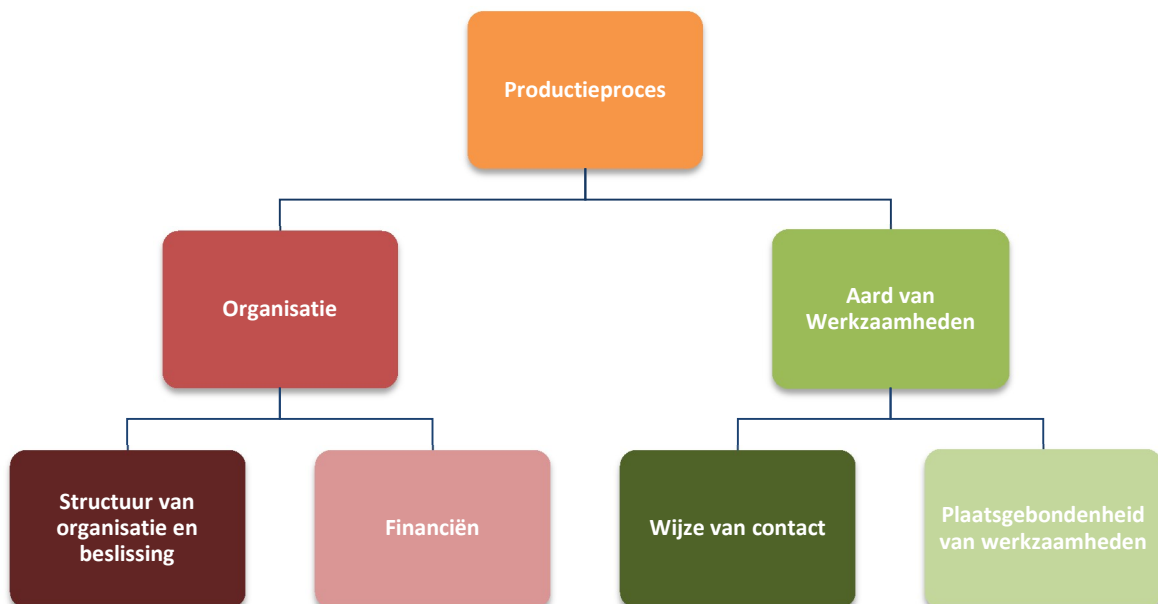 Productieproces
Organisatie
Aard van
Werkzaamheden
Structuur van
organisatie en
beslissing
Financiën
Wijze van contact
Plaatsgebondenheid
van werkzaamheden